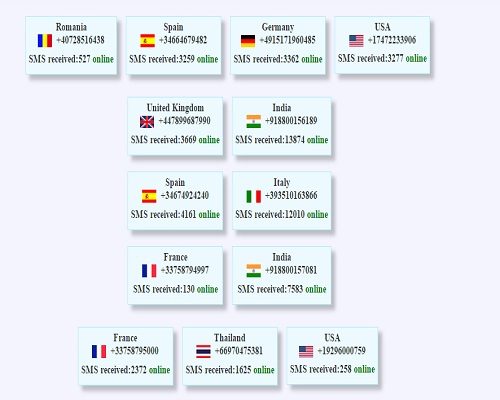 Romania
+40728516438
SMS received:527 online
Spain
+34664679482
SMS received:3259 online
Germany
+4915171960485
SMS received:3362 online
USA
+17472233906
SMS received:3277 online
United Kingdom
+447899687990
SMS received:3669 online
India
+918800156189
SMS received:13874 online
Spain
+34674924240
SMS received:4161 online
Italy
+393510163866
SMS received:12010 online
France
+33758794997
SMS received:130 online
India
+918800157081
SMS received:7583 online
France
+33758795000
SMS received:2372 online
Thailand
+66970475381
SMS received:1625 online
USA
+19296000759
SMS received:258 online